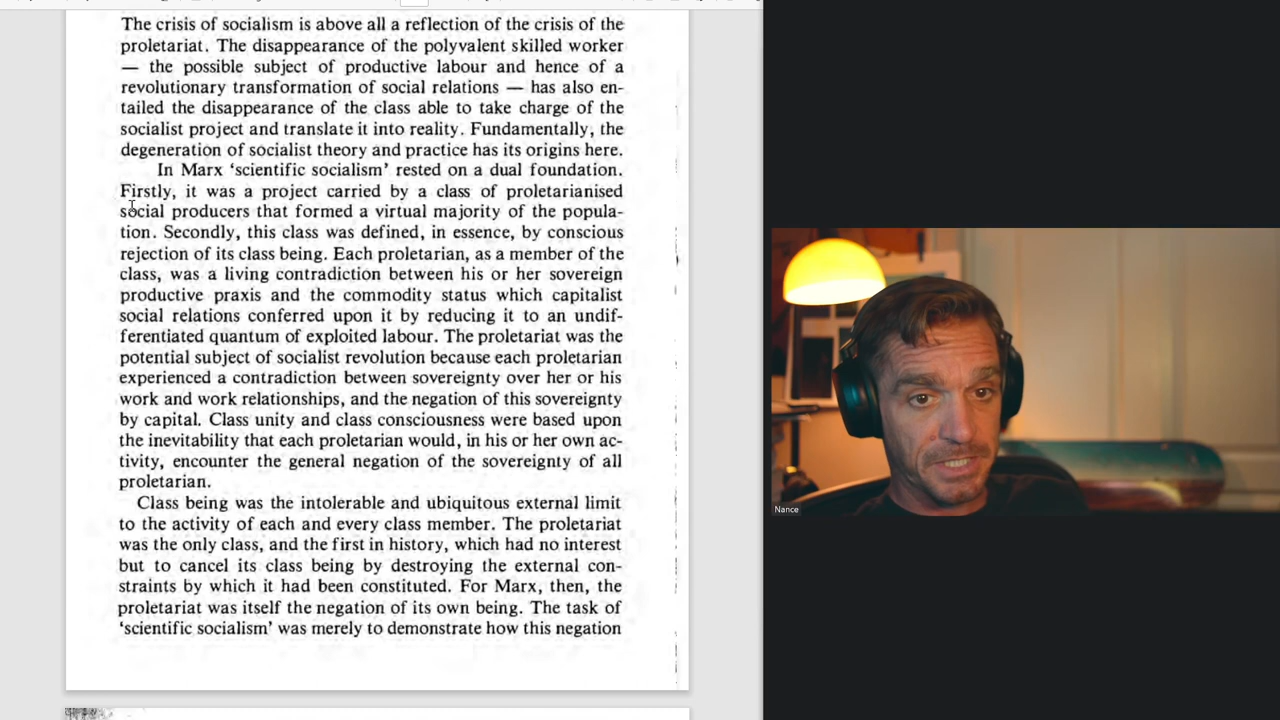 The crisis of socialism is above all a reflection of the crisis of the
proletariat. The disappearance of the polyvalent skilled worker
— the possible subject of productive labour and hence of a
revolutionary transformation of social relations — has also en-
tailed the disappearance of the class able to take charge of the
socialist project and translate it into reality. Fundamentally, the
degeneration of socialist theory and practice has its origins here.
In Marx ‘scientific socialism’ rested on a dual foundation.
Firstly, it was a project carried by a class of proletarianised
social producers that formed a virtual majority of the popula-
tion. Secondly, this class was defined, in essence, by conscious
rejection of its class being. Each proletarian, as a member of the
class, was a living contradiction between his or her sovereign
productive praxis and the commodity status which capitalist
social relations conferred upon it by reducing it to an undif-
ferentiated quantum of exploited labour. The proletariat was the
potential subject of socialist revolution because each proletarian
experienced a contradiction between sovereignty over her or his
work and work relationships, and the negation of this sovereignty
by capital. Class unity and class consciousness were based upon
the inevitability that each proletarian would, in his or her own ac-
tivity, encounter the general negation of the sovereignty of all
proletarian.
Class being was the intolerable and ubiquitous external limit
to the activity of each and every class member. The proletariat
was the only class, and the first in history, which had no interest
but to cancel its class being by destroying the external con-
straints by which it had been constituted. For Marx, then, the
proletariat was itself the negation of its own being. The task of
‘scientific socialism’ was merely to demonstrate how this negation
Nance